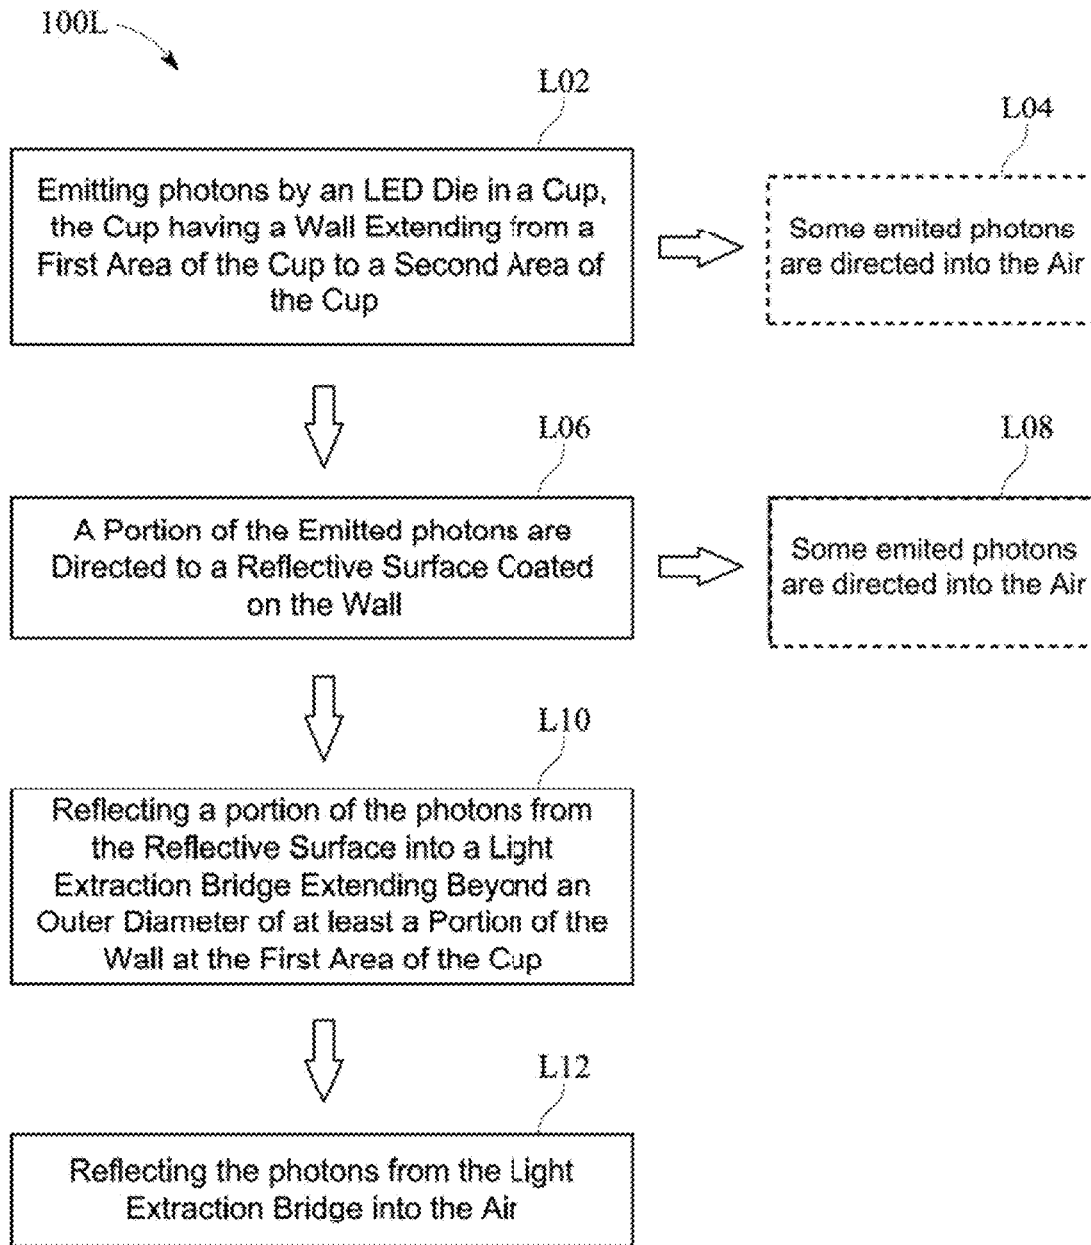 100L
L02
Emitting photons by an LED Die in a Cup,
the Cup having a Wall Extending from a
First Area of the Cup to a Second Area of
the Cup
L04
Some emited photons
are directed into the Air
L06
A Portion of the Emitted photons are
Directed to a Reflective Surface Coated
on the Wall
L08
Some emited photons
are directed into the Air
L10
Reflecting a portion of the photons from
the Reflective Surface into a Light
Extraction Bridge Extending Beyond an
Outer Diameter of at least a Portion of the
Wall at the First Area of the Cup
L12
Reflecting the photons from the Light
Extraction Bridge into the Air